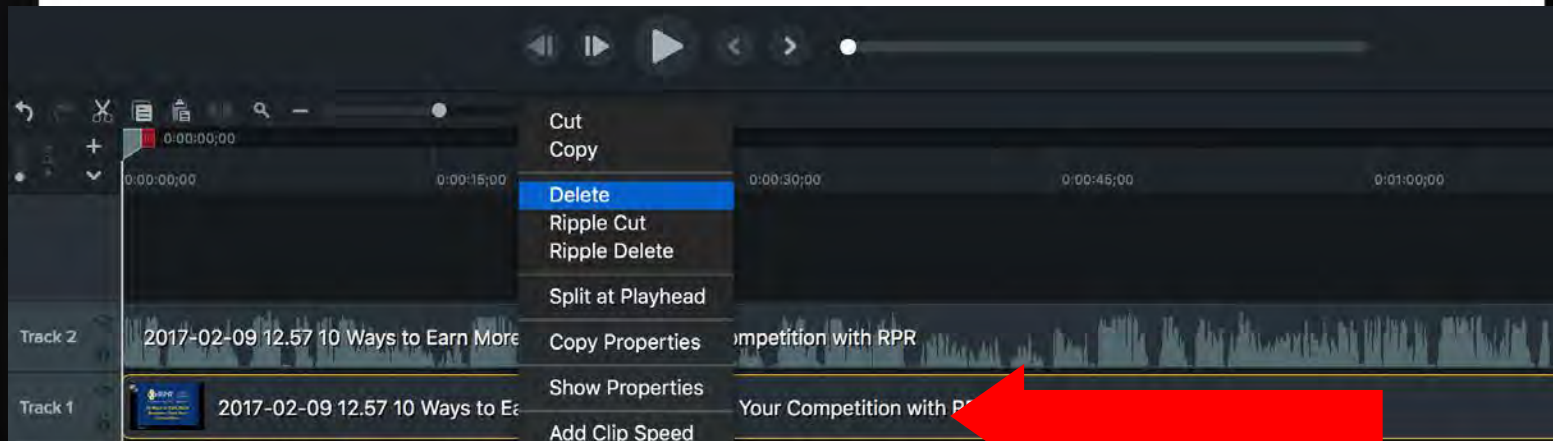 Cut
0:00:00;00
Copy
0:00:00;00 0:00:15;00 0:00:30;00 0:00:45;00 0:01:00;00
Delete
Ripple Cut
Ripple Delete
Split at Playhead
Track 2 2017-02-09 12.57 10 Ways to Earn More ompetition with RPR
Copy Properties
Show Properties
Track 1 2017-02-09 12.57 10 Ways to Ea Your Competition with
Add Clip Speed